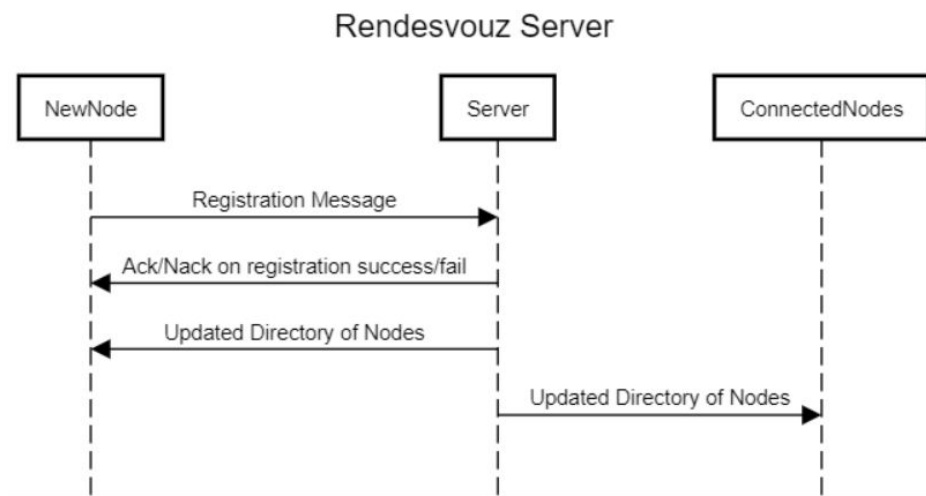 Rendesvouz Server
NewNode
Server
ConnectedNodes
Registration Message
Ack/Nack on registration success/fail
Updated Directory of Nodes
Updated Directory of Nodes